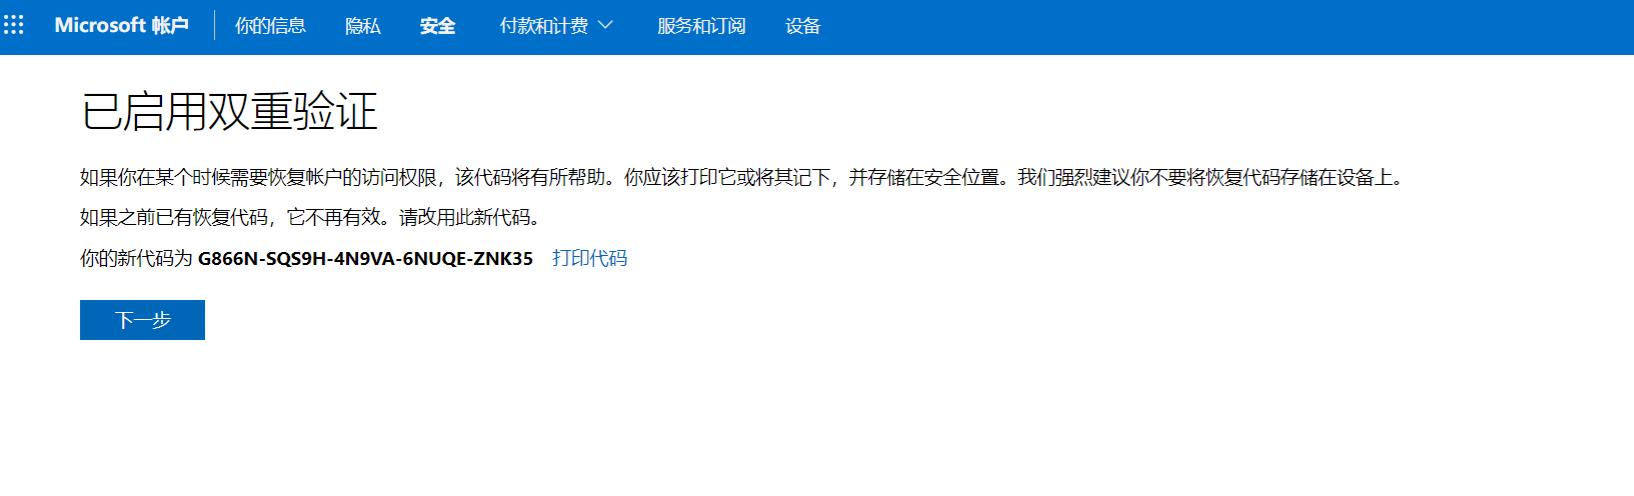 Microsoft 帐户 你的信息 隐私 安全 付款和计费 服务和订阅 设备
已启用双重验证
如果你在某个时候需要恢复帐户的访问权限，该代码将有所帮助。你应该打印它或将其记下，并存储在安全位置。我们强烈建议你不要将恢复代码存储在设备上。
如果之前已有恢复代码，它不再有效。请改用此新代码。
你的新代码为 G866N-SQS9H-4N9VA-6NUQE-ZNK35 打印代码
下一步